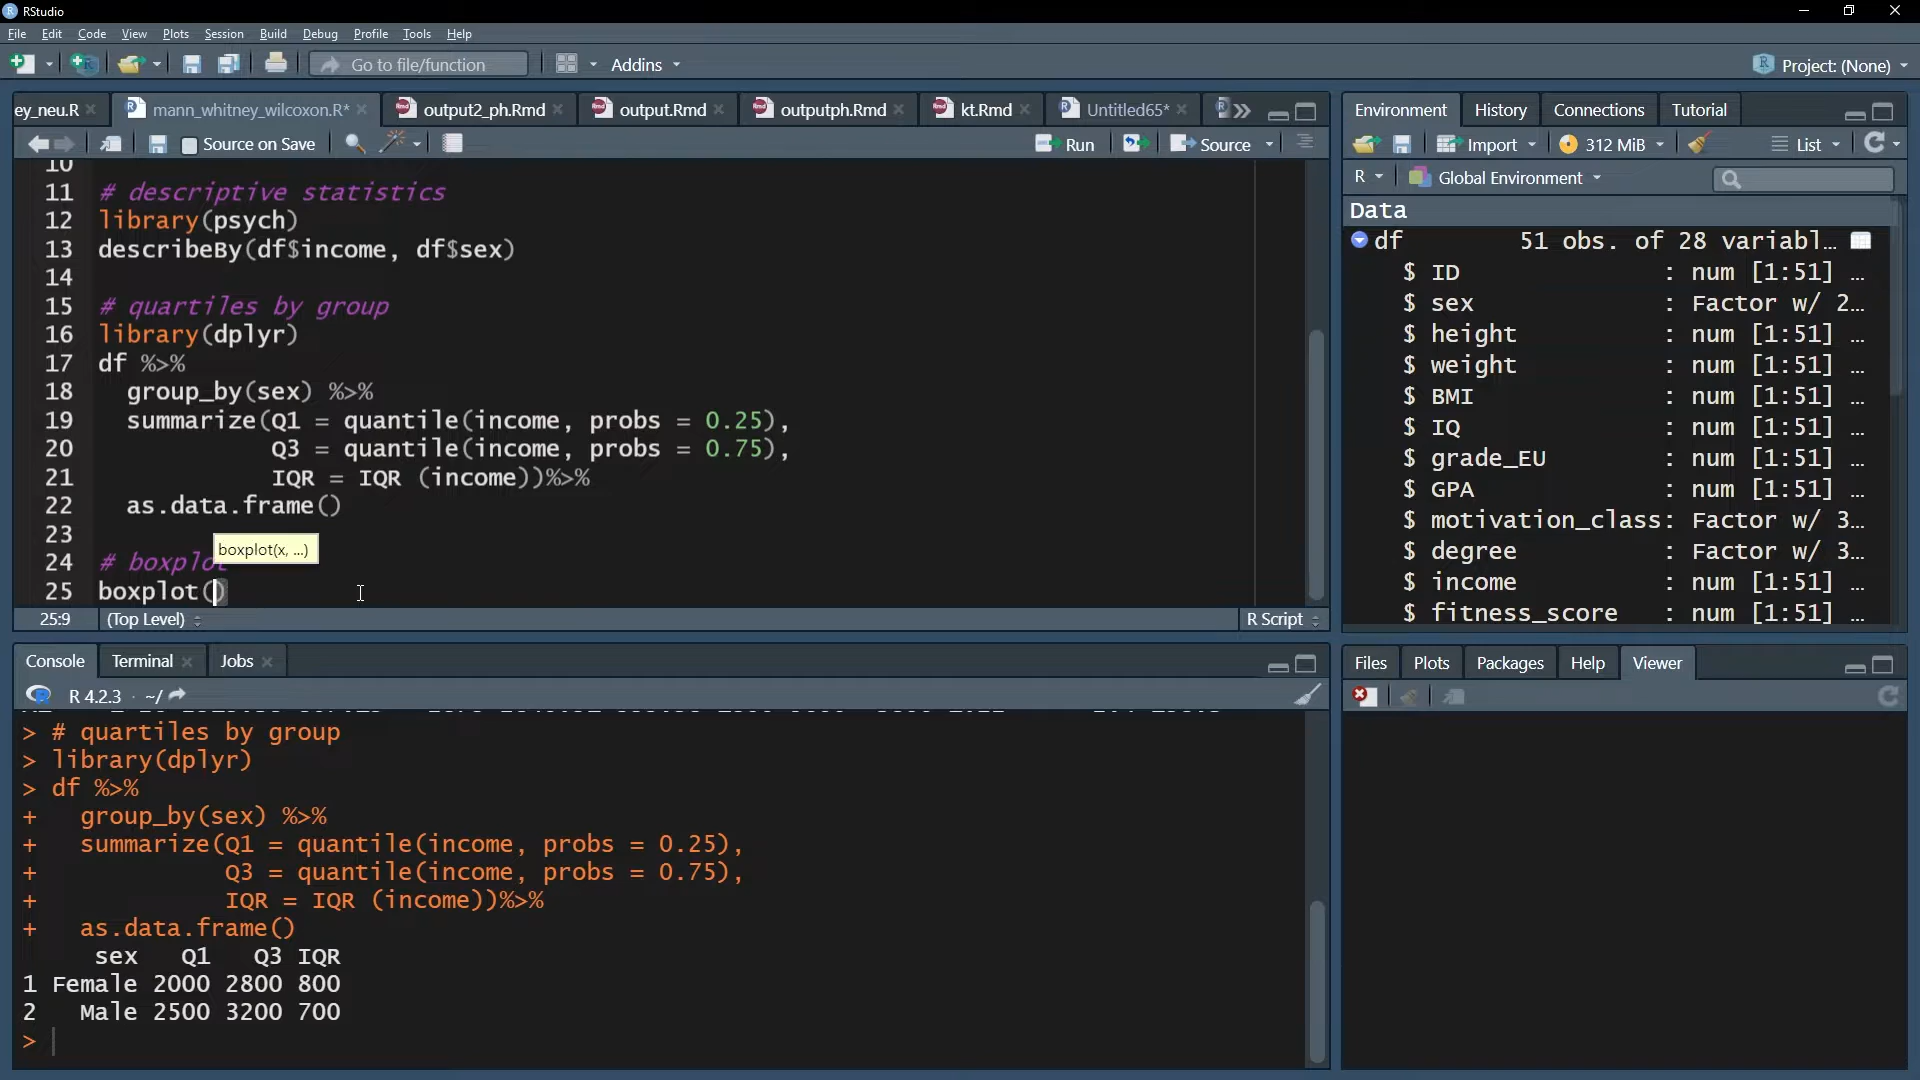 RStudio
File Edit Code View Plots Session Build Debug Profile Tools Help
Go to file/function Addins Project: (None)
ey_neu.R mann_whitney_wilcoxon.R* output2_ph.Rmd output.Rmd outputph.Rmd kt.Rmd Untitled65*
Source on Save Run Source
10
11 # descriptive statistics
12 library(psych)
13 describeBy(df$income, df$sex)
14
15 # quartiles by group
16 library(dplyr)
17 df %>%
18 group_by(sex) %>%
19 summarize(Q1 = quantile(income, probs = 0.25),
20 Q3 = quantile(income, probs = 0.75),
21 IQR = IQR (income))%>%
22 as.data.frame()
23
boxplot(x, ...)
24 # boxplot
25 boxplot()
25:9 (Top Level) R Script
Console Terminal Jobs
R 4.2.3 · ~/
> # quartiles by group
> library(dplyr)
> df %>%
+ group_by(sex) %>%
+ summarize(Q1 = quantile(income, probs = 0.25),
+ Q3 = quantile(income, probs = 0.75),
+ IQR = IQR (income))%>%
+ as.data.frame()
sex Q1 Q3 IQR
1 Female 2000 2800 800
2 Male 2500 3200 700
>
Environment History Connections Tutorial
Import 312 MiB List
R Global Environment
Data
df 51 obs. of 28 variabl…
$ ID : num [1:51] …
$ sex : Factor w/ 2…
$ height : num [1:51] …
$ weight : num [1:51] …
$ BMI : num [1:51] …
$ IQ : num [1:51] …
$ grade_EU : num [1:51] …
$ GPA : num [1:51] …
$ motivation_class: Factor w/ 3…
$ degree : Factor w/ 3…
$ income : num [1:51] …
$ fitness_score : num [1:51] …
Files Plots Packages Help Viewer